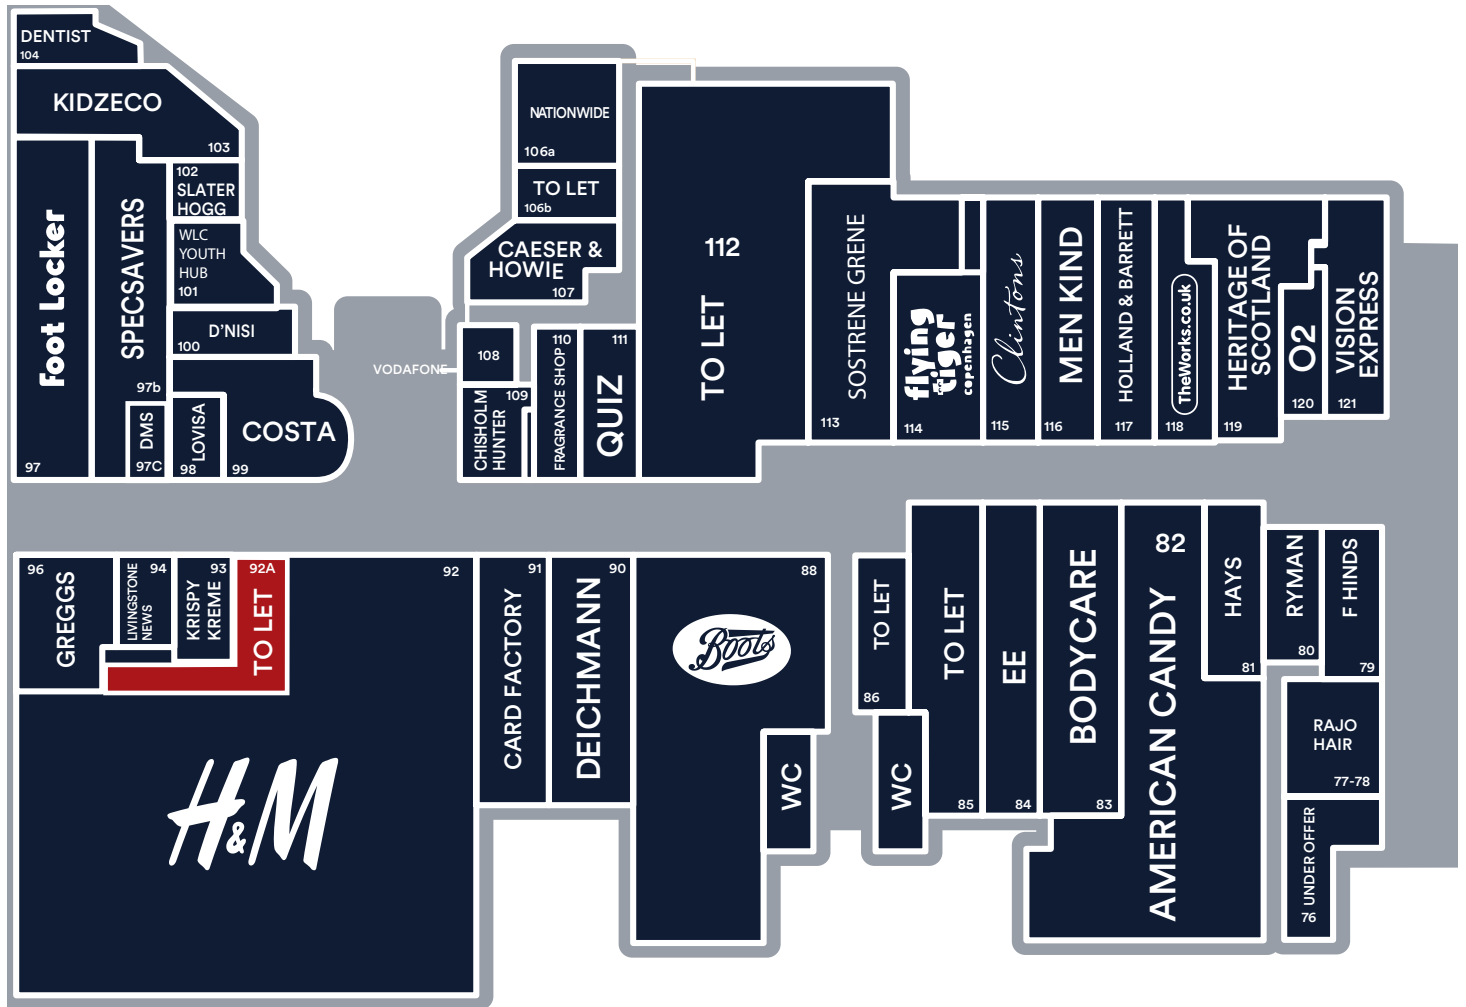 DENTIST
104
KIDZECO
103
Foot Locker
97
SPECSAVERS
97b
102
SLATER
HOGG
WLC
YOUTH
HUB
101
D'NISI
100
DMS
97C
LOVISA
98
COSTA
99
NATIONWIDE
106a
TO LET
106b
CAESER &
HOWIE
107
VODAFONE
108
109
CHISHOLM
HUNTER
110
FRAGRANCE SHOP
111
QUIZ
112
TO LET
SOSTRENE GRENE
113
flying
tiger
copenhagen
114
Clintons
115
MEN KIND
116
HOLLAND & BARRETT
117
TheWorks.co.uk
118
HERITAGE OF
SCOTLAND
119
O2
120
VISION
EXPRESS
121
96
GREGGS
94
LIVINGSTONE
NEWS
93
KRISPY
KREME
92A
TO LET
92
H&M
91
CARD FACTORY
90
DEICHMANN
88
Boots
WC
TO LET
86
WC
TO LET
85
EE
84
BODYCARE
83
82
AMERICAN CANDY
HAYS
81
RYMAN
80
F HINDS
79
RAJO
HAIR
77-78
UNDER OFFER
76